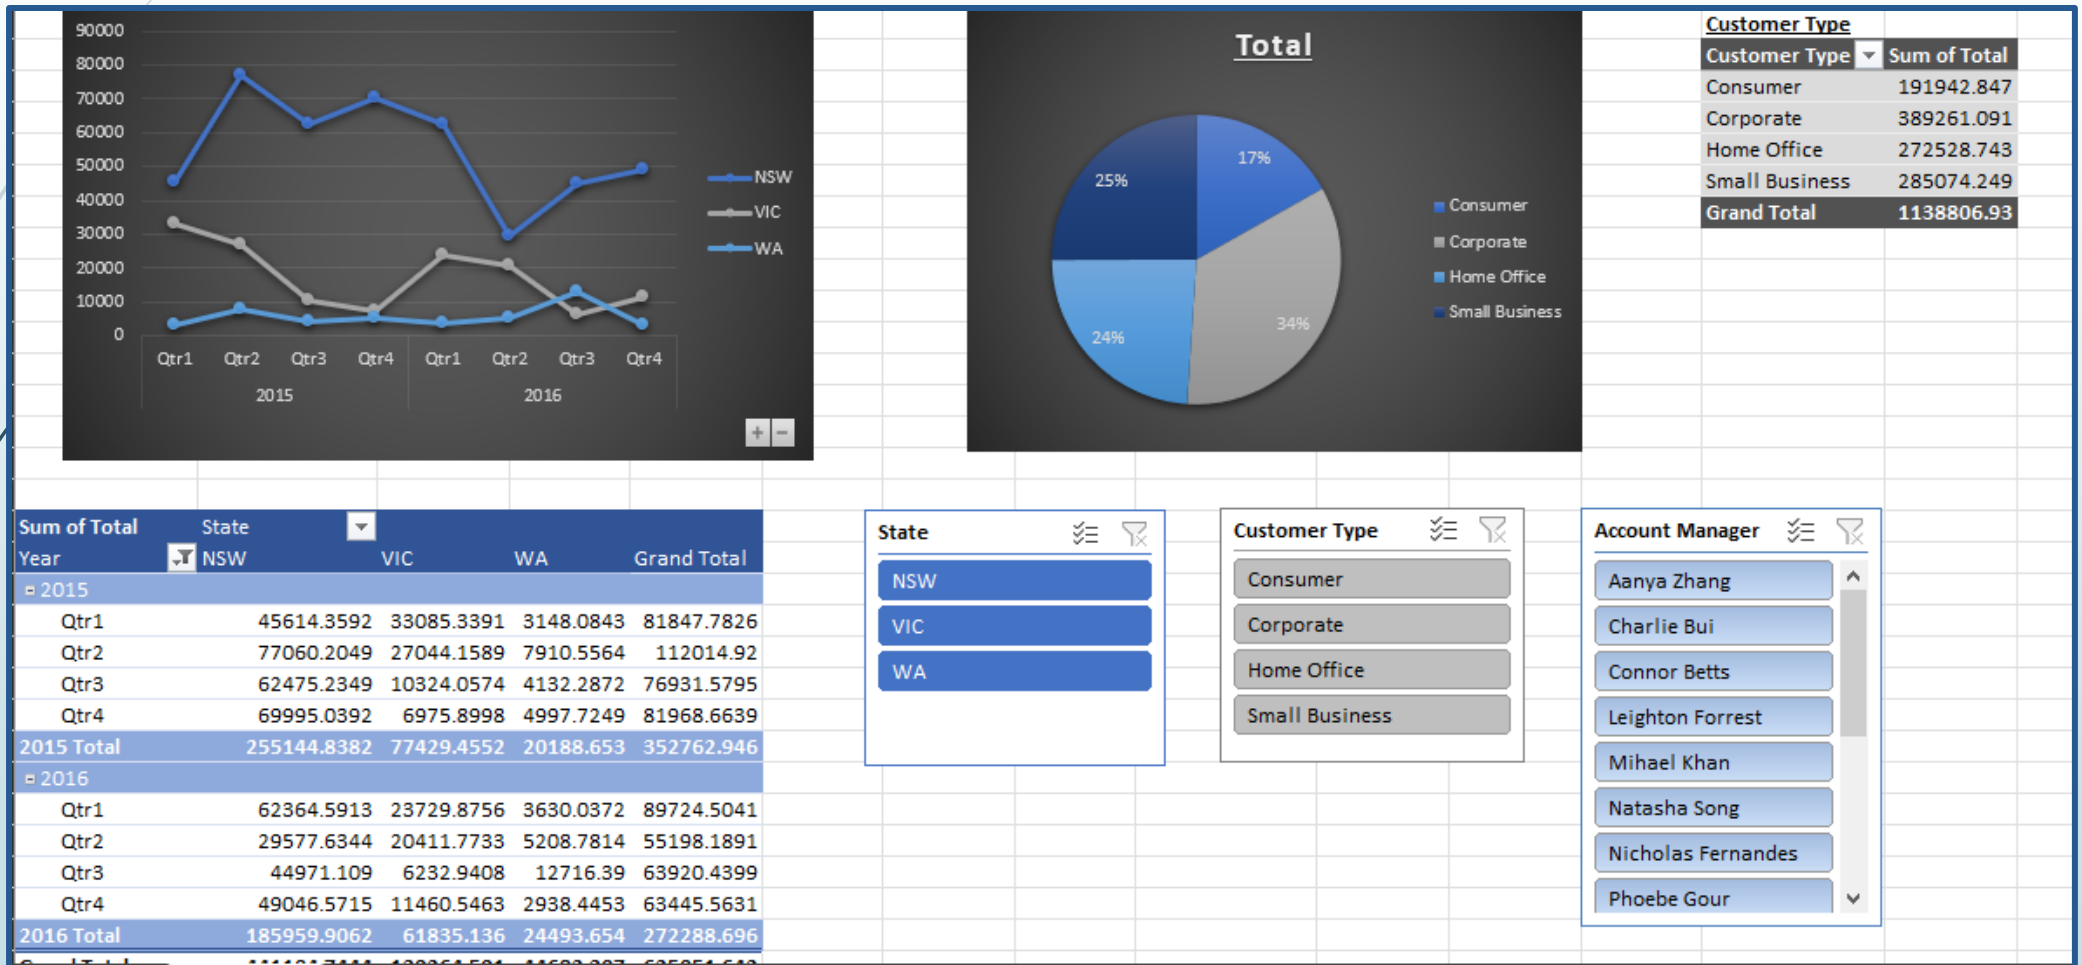 90000
80000
70000
60000
50000
40000
30000
20000
10000
0
Qtr1 Qtr2 Qtr3 Qtr4 Qtr1 Qtr2 Qtr3 Qtr4
2015 2016
NSW
VIC
WA
+ −
Total
17%
34%
24%
25%
Consumer
Corporate
Home Office
Small Business
Customer Type
Customer Type Sum of Total
Consumer 191942.847
Corporate 389261.091
Home Office 272528.743
Small Business 285074.249
Grand Total 1138806.93
Sum of Total State
Year NSW VIC WA Grand Total
2015
Qtr1 45614.3592 33085.3391 3148.0843 81847.7826
Qtr2 77060.2049 27044.1589 7910.5564 112014.92
Qtr3 62475.2349 10324.0574 4132.2872 76931.5795
Qtr4 69995.0392 6975.8998 4997.7249 81968.6639
2015 Total 255144.8382 77429.4552 20188.653 352762.946
2016
Qtr1 62364.5913 23729.8756 3630.0372 89724.5041
Qtr2 29577.6344 20411.7733 5208.7814 55198.1891
Qtr3 44971.109 6232.9408 12716.39 63920.4399
Qtr4 49046.5715 11460.5463 2938.4453 63445.5631
2016 Total 185959.9062 61835.136 24493.654 272288.696
State
NSW
VIC
WA
Customer Type
Consumer
Corporate
Home Office
Small Business
Account Manager
Aanya Zhang
Charlie Bui
Connor Betts
Leighton Forrest
Mihael Khan
Natasha Song
Nicholas Fernandes
Phoebe Gour